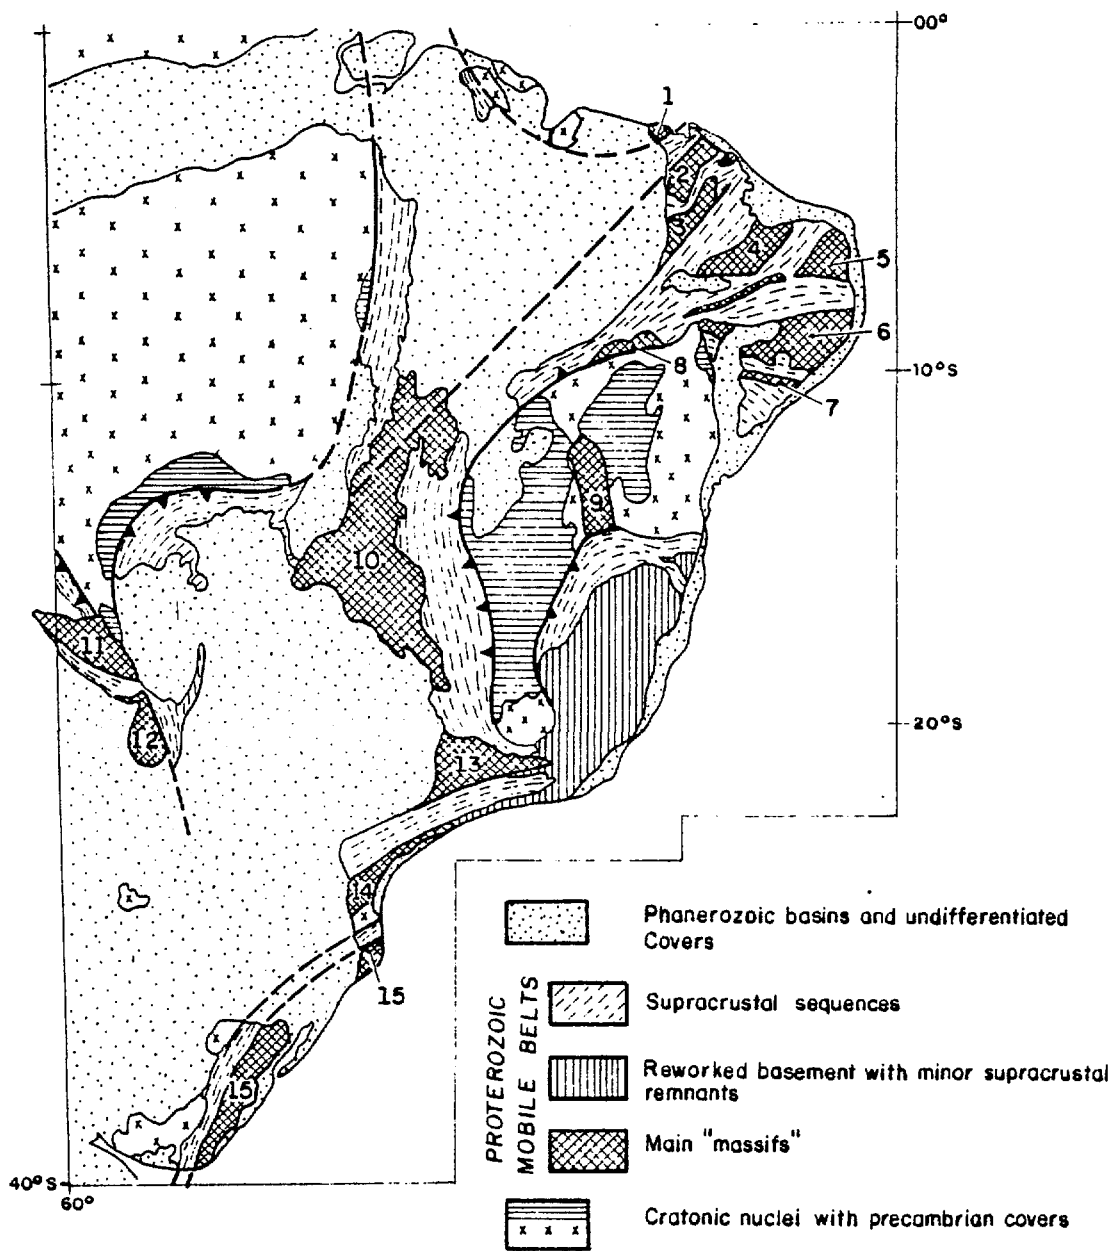 00°
1
2
3
4
5
6
8
10°S
7
9
10
11
20°S
12
13
14
15
15
40°S
60°
Phanerozoic basins and undifferentiated
Covers
PROTEROZOIC
MOBILE BELTS
Supracrustal sequences
Reworked basement with minor supracrustal
remnants
Main "massifs"
Cratonic nuclei with precambrian covers